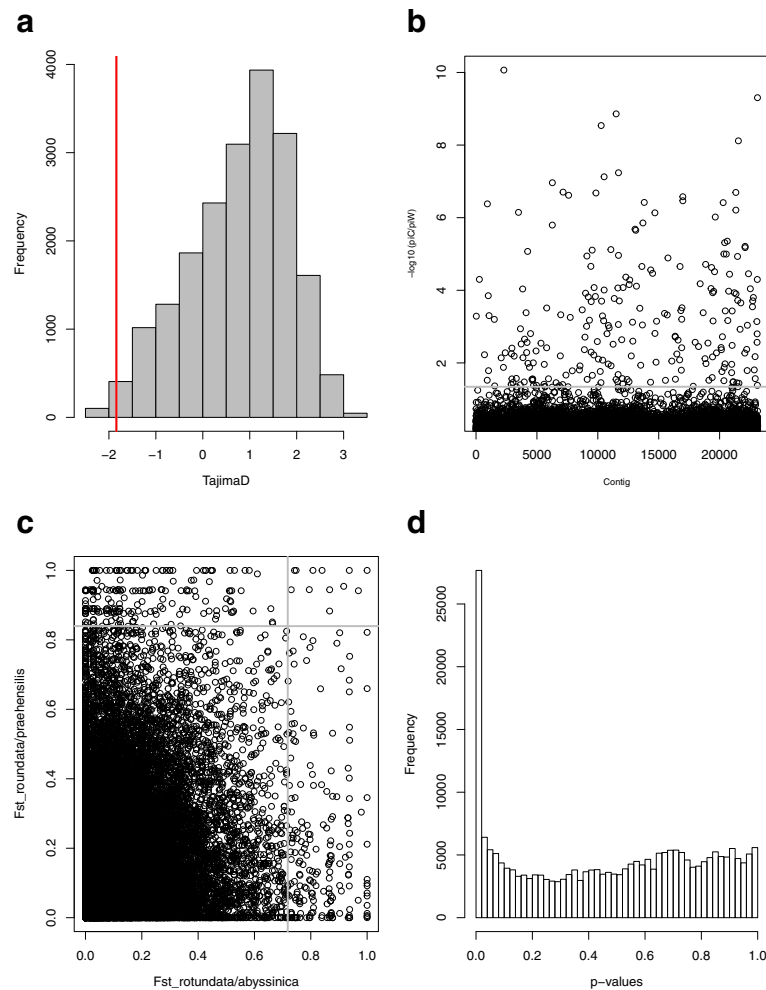 a
4000
3000
2000
1000
0
Frequency
−2 −1 0 1 2 3
TajimaD
b
10
8
6
4
2
−log10 (piC/piW)
0 5000 10000 15000 20000
Contig
c
1.0
0.8
0.6
0.4
0.2
0.0
Fst_roundata/praehensilis
0.0 0.2 0.4 0.6 0.8 1.0
Fst_rotundata/abyssinica
d
25000
20000
15000
10000
5000
0
Frequency
0.0 0.2 0.4 0.6 0.8 1.0
p−values